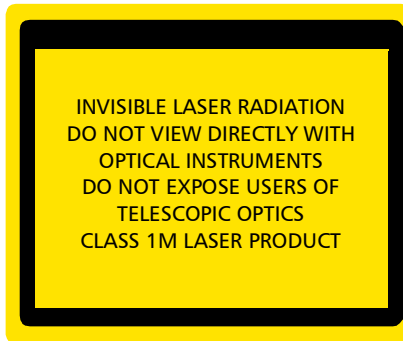 INVISIBLE LASER RADIATION
DO NOT VIEW DIRECTLY WITH
OPTICAL INSTRUMENTS
DO NOT EXPOSE USERS OF
TELESCOPIC OPTICS
CLASS 1M LASER PRODUCT